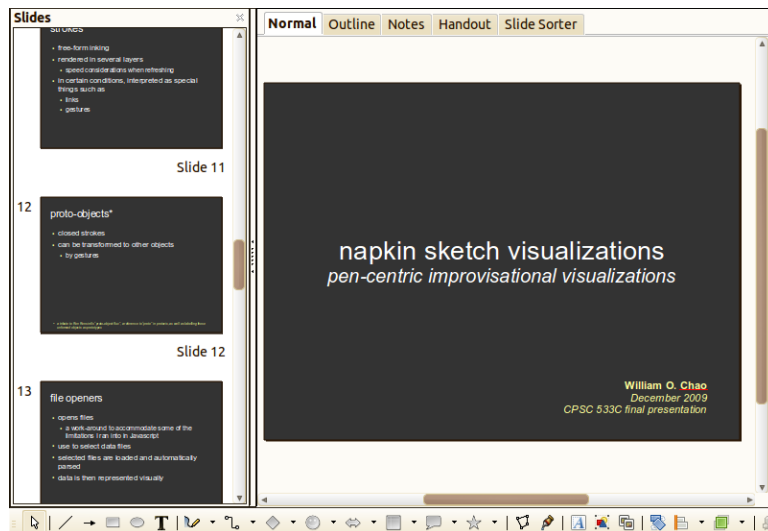 Slides
Normal
Outline
Notes
Handout
Slide Sorter
strokes
free-form inking
rendered in several layers
speed considerations when refreshing
in certain conditions, interpreted as special
things such as
links
gestures
Slide 11
12
proto-objects*
closed strokes
can be transformed to other objects
by gestures
Slide 12
13
file openers
opens files
a work-around to accommodate some of the
limitations I ran into in Javascript
use to select data files
selected files are loaded and automatically
parsed
data is then represented visually
napkin sketch visualizations
pen-centric improvisational visualizations
William O. Chao
December 2009
CPSC 533C final presentation
T
A